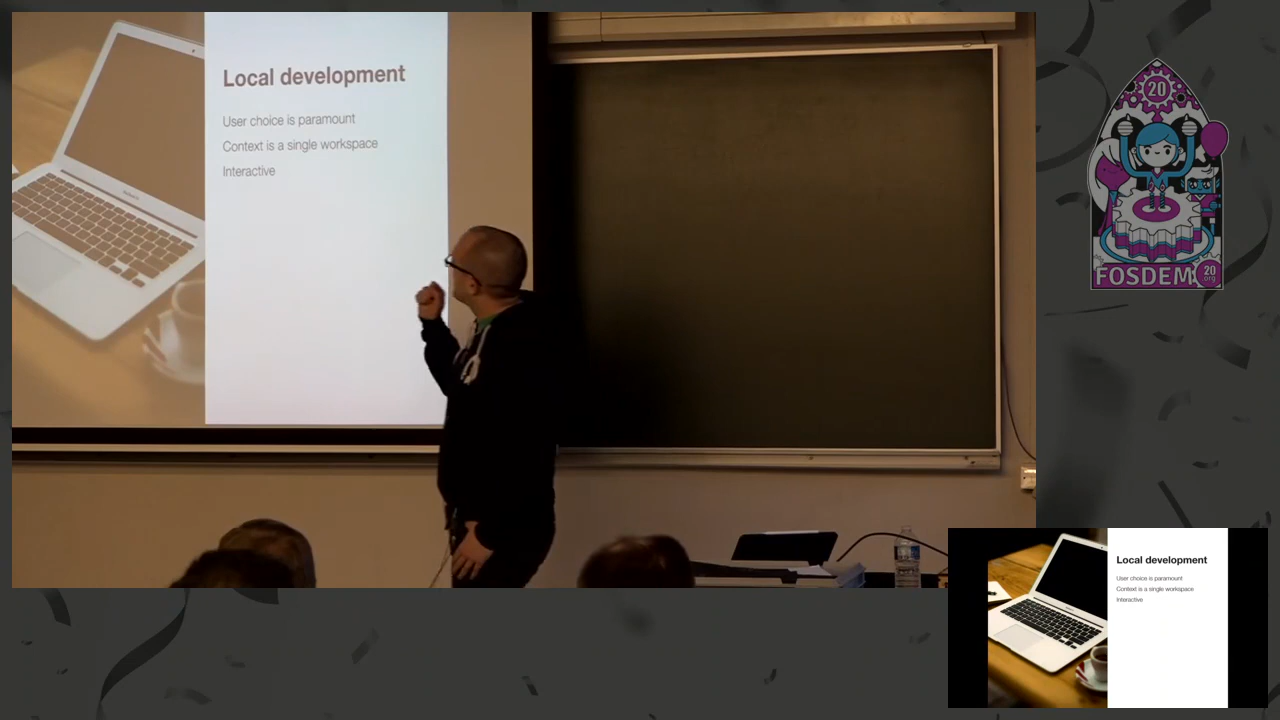 Local development
User choice is paramount
Context is a single workspace
Interactive
20
FOSDEM
20
.org
Local development
User choice is paramount
Context is a single workspace
Interactive